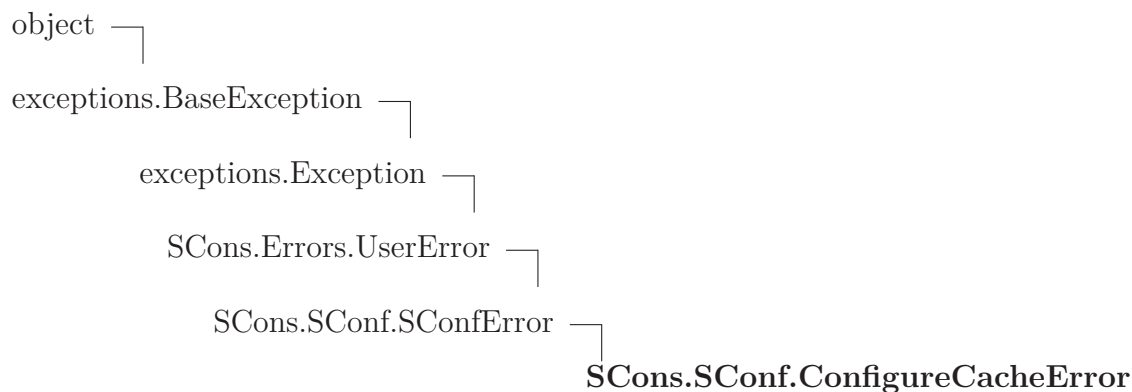 object
exceptions.BaseException
exceptions.Exception
SCons.Errors.UserError
SCons.SConf.SConfError
SCons.SConf.ConfigureCacheError